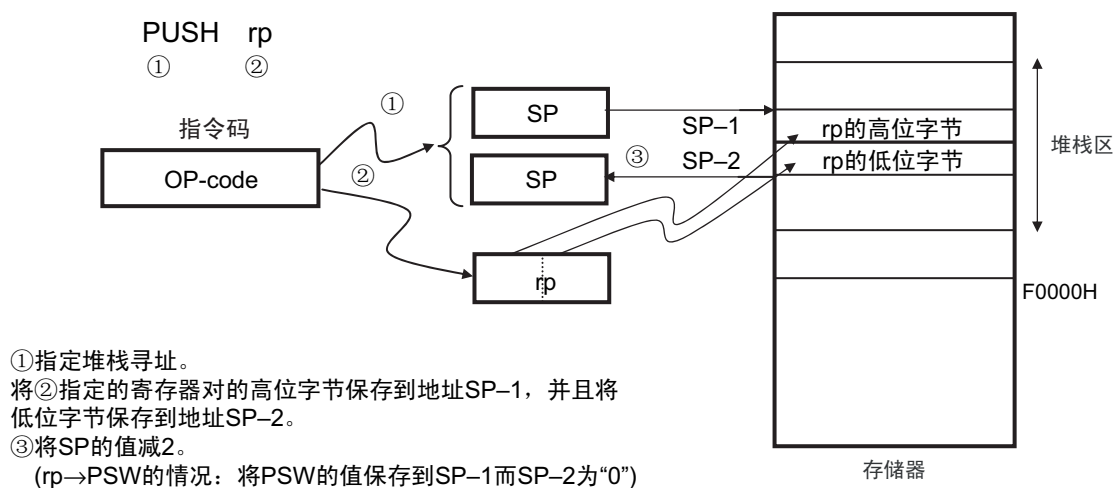 PUSH rp
① ②
指令码
OP-code
①
②
SP
SP
③
SP–1
SP–2
rp的高位字节
rp的低位字节
堆栈区
rp
F0000H
①指定堆栈寻址。
将②指定的寄存器对的高位字节保存到地址SP–1，并且将
低位字节保存到地址SP–2。
③将SP的值减2。
(rp→PSW的情况：将PSW的值保存到SP–1而SP–2为“0”)
存储器